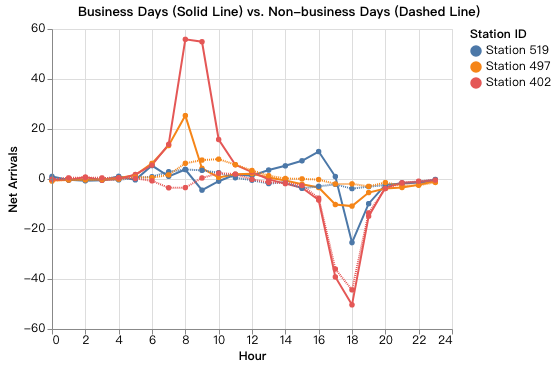 Business Days (Solid Line) vs. Non-business Days (Dashed Line)
Station ID
Station 519
Station 497
Station 402
Net Arrivals
60
40
20
0
−20
−40
−60
0 2 4 6 8 10 12 14 16 18 20 22 24
Hour